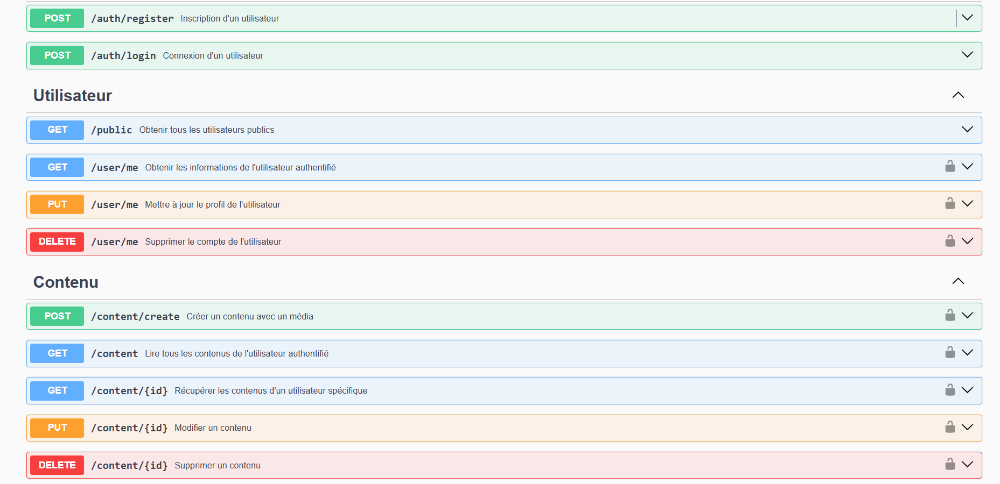 POST /auth/register Inscription d'un utilisateur
POST /auth/login Connexion d'un utilisateur
Utilisateur
GET /public Obtenir tous les utilisateurs publics
GET /user/me Obtenir les informations de l'utilisateur authentifié
PUT /user/me Mettre à jour le profil de l'utilisateur
DELETE /user/me Supprimer le compte de l'utilisateur
Contenu
POST /content/create Créer un contenu avec un média
GET /content Lire tous les contenus de l'utilisateur authentifié
GET /content/{id} Récupérer les contenus d'un utilisateur spécifique
PUT /content/{id} Modifier un contenu
DELETE /content/{id} Supprimer un contenu